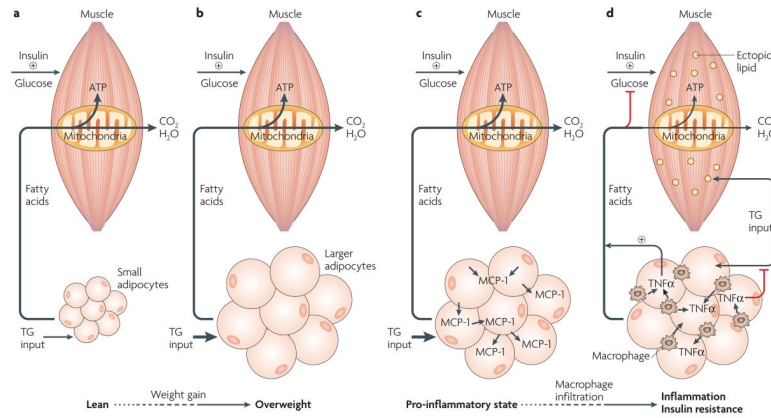 a
Muscle
Insulin
⊕
Glucose
ATP
CO2
H2O
Mitochondria
Fatty
acids
Small
adipocytes
TG
input
b
Muscle
Insulin
⊕
Glucose
ATP
CO2
H2O
Mitochondria
Fatty
acids
Larger
adipocytes
TG
input
c
Muscle
Insulin
⊕
Glucose
ATP
CO2
H2O
Mitochondria
Fatty
acids
MCP-1
MCP-1
MCP-1
MCP-1
MCP-1
MCP-1
TG
input
d
Muscle
Insulin
⊕
Glucose
Ectopic
lipid
ATP
CO
H2O
Mitochondria
Fatty
acids
TG
input
⊕
TNFα
TNFα
TNFα
TNFα
Macrophage
Lean
Weight gain
Overweight
Pro-inflammatory state
Macrophage
infiltration
Inflammation
Insulin resistance